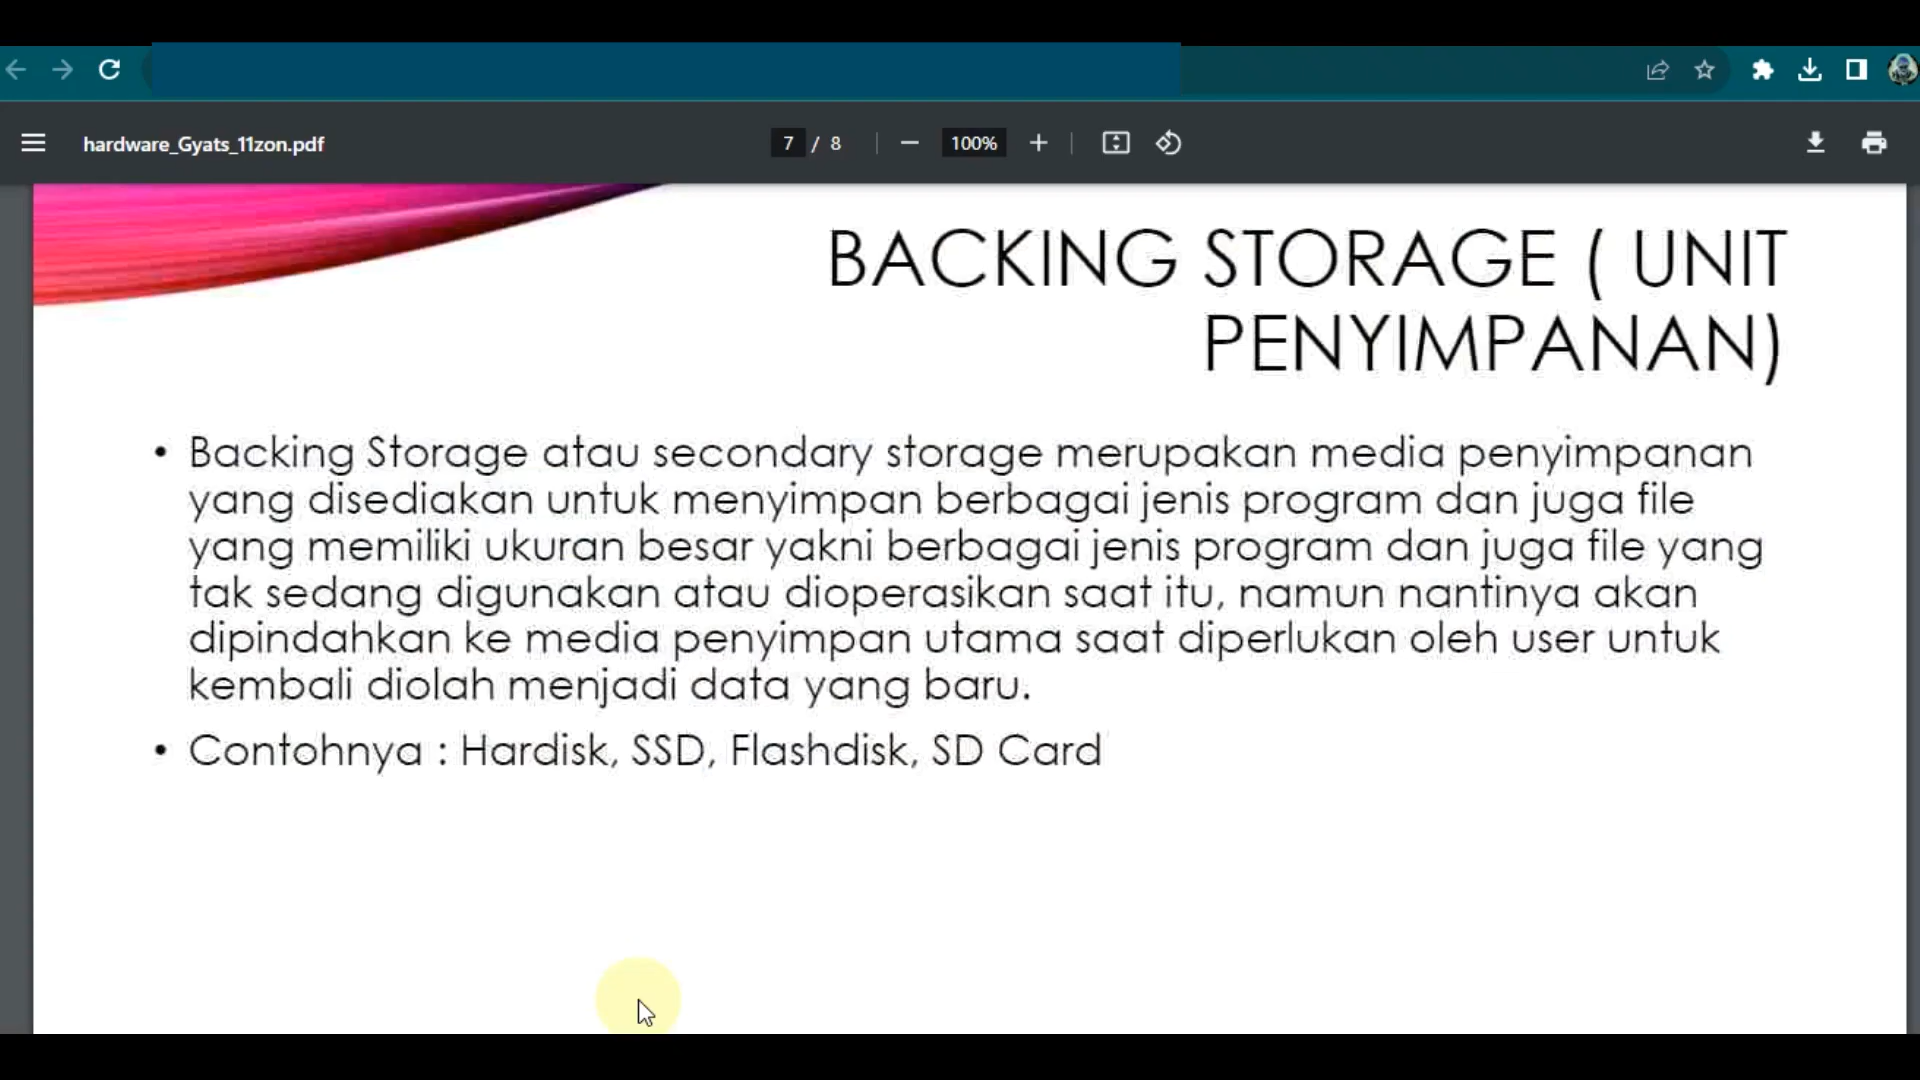 hardware_Gyats_11zon.pdf
7 / 8
100%
BACKING STORAGE ( UNIT
PENYIMPANAN)
• Backing Storage atau secondary storage merupakan media penyimpanan
yang disediakan untuk menyimpan berbagai jenis program dan juga file
yang memiliki ukuran besar yakni berbagai jenis program dan juga file yang
tak sedang digunakan atau dioperasikan saat itu, namun nantinya akan
dipindahkan ke media penyimpan utama saat diperlukan oleh user untuk
kembali diolah menjadi data yang baru.
• Contohnya : Hardisk, SSD, Flashdisk, SD Card